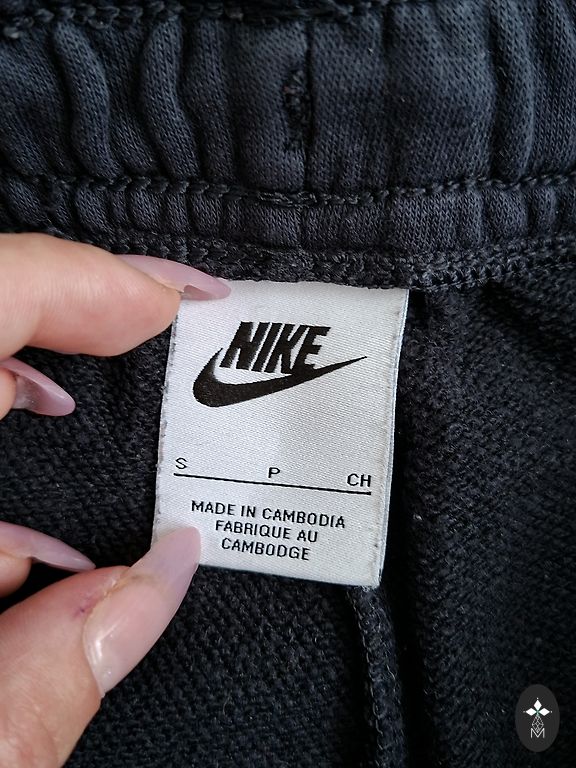 NIKE
S P CH
MADE IN CAMBODIA
FABRIQUE AU
CAMBODGE
M